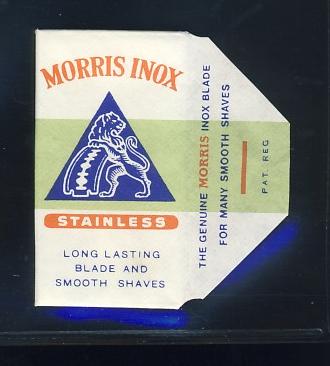 MORRIS INOX
STAINLESS
LONG LASTING
BLADE AND
SMOOTH SHAVES
THE GENUINE MORRIS INOX BLADE
FOR MANY SMOOTH SHAVES
PAT. REG